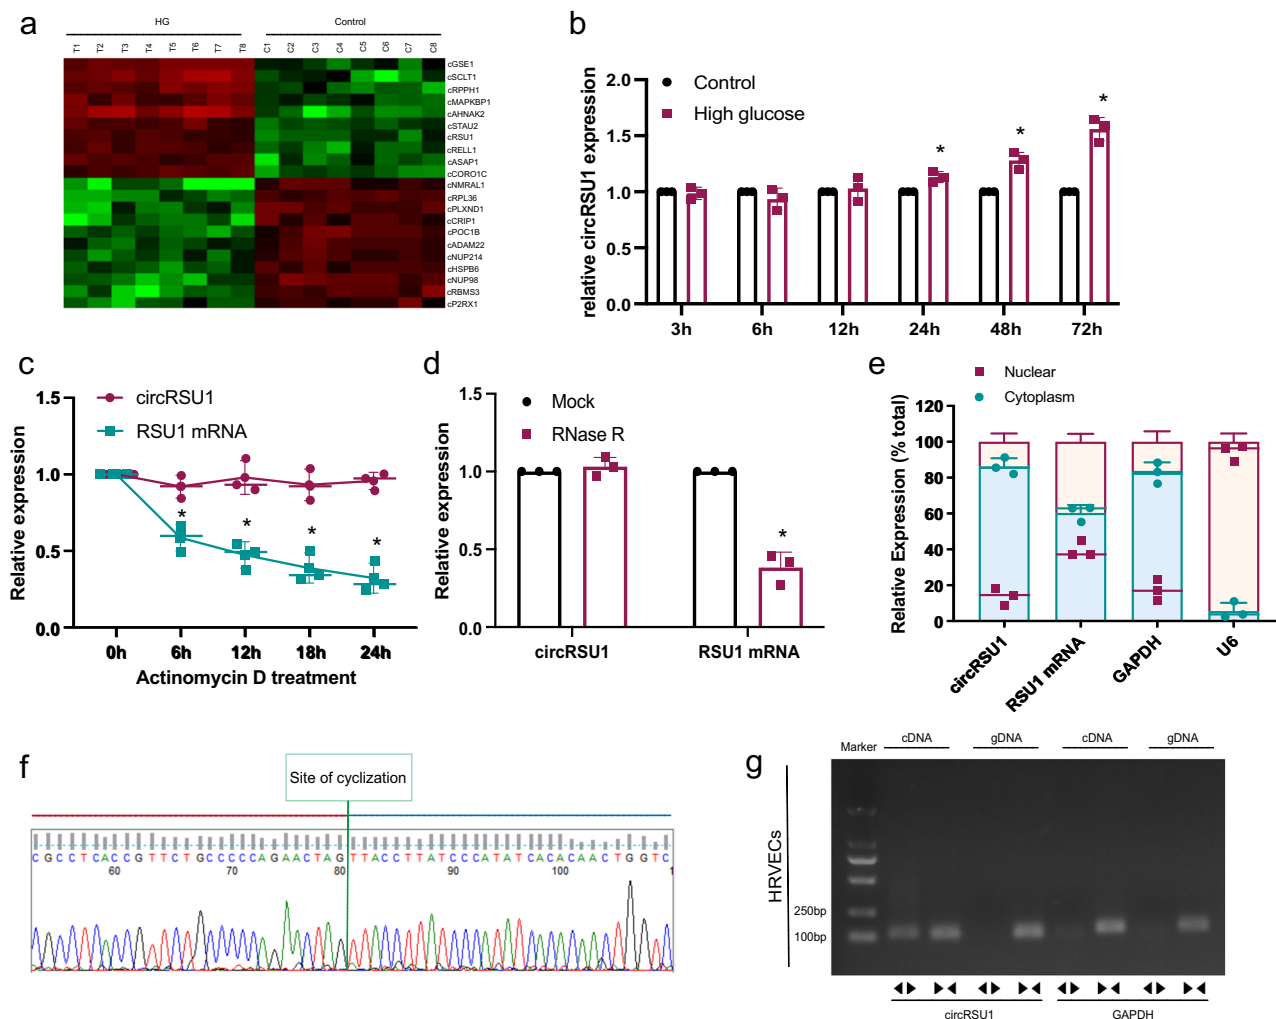 a
HG
Control
T1 T2 T3 T4 T5 T6 T7 T8 C1 C2 C3 C4 C5 C6 C7 C8
cGSE1
cSCLT1
cRPPH1
cMAPKBP1
cAHNAK2
cSTAU2
cRSU1
cRELL1
cASAP1
cCORO1C
cNMRAL1
cRPL36
cPLXND1
cCRIP1
cPOC1B
cADAM22
cNUP214
cHSPB6
cNUP98
cRBMS3
cP2RX1
b
relative circRSU1 expression
Control
High glucose
2.0
1.5
1.0
0.5
0.0
* * *
3h 6h 12h 24h 48h 72h
c
Relative expression
circRSU1
RSU1 mRNA
1.5
1.0
0.5
0.0
* * * *
0h 6h 12h 18h 24h
Actinomycin D treatment
d
Relative expression
Mock
RNase R
1.5
1.0
0.5
0.0
*
circRSU1 RSU1 mRNA
e
Relative Expression (% total)
Nuclear
Cytoplasm
120
100
80
60
40
20
0
circRSU1 RSU1 mRNA GAPDH U6
f
Site of cyclization
CGCCTCACCGTTCTGCCCCCAGAACTAGTTACCTTATCCCATATCACACAACTGGTC
60 70 80 90 100 1
g
HRVECs
Marker
cDNA gDNA cDNA gDNA
250bp
100bp
circRSU1 GAPDH